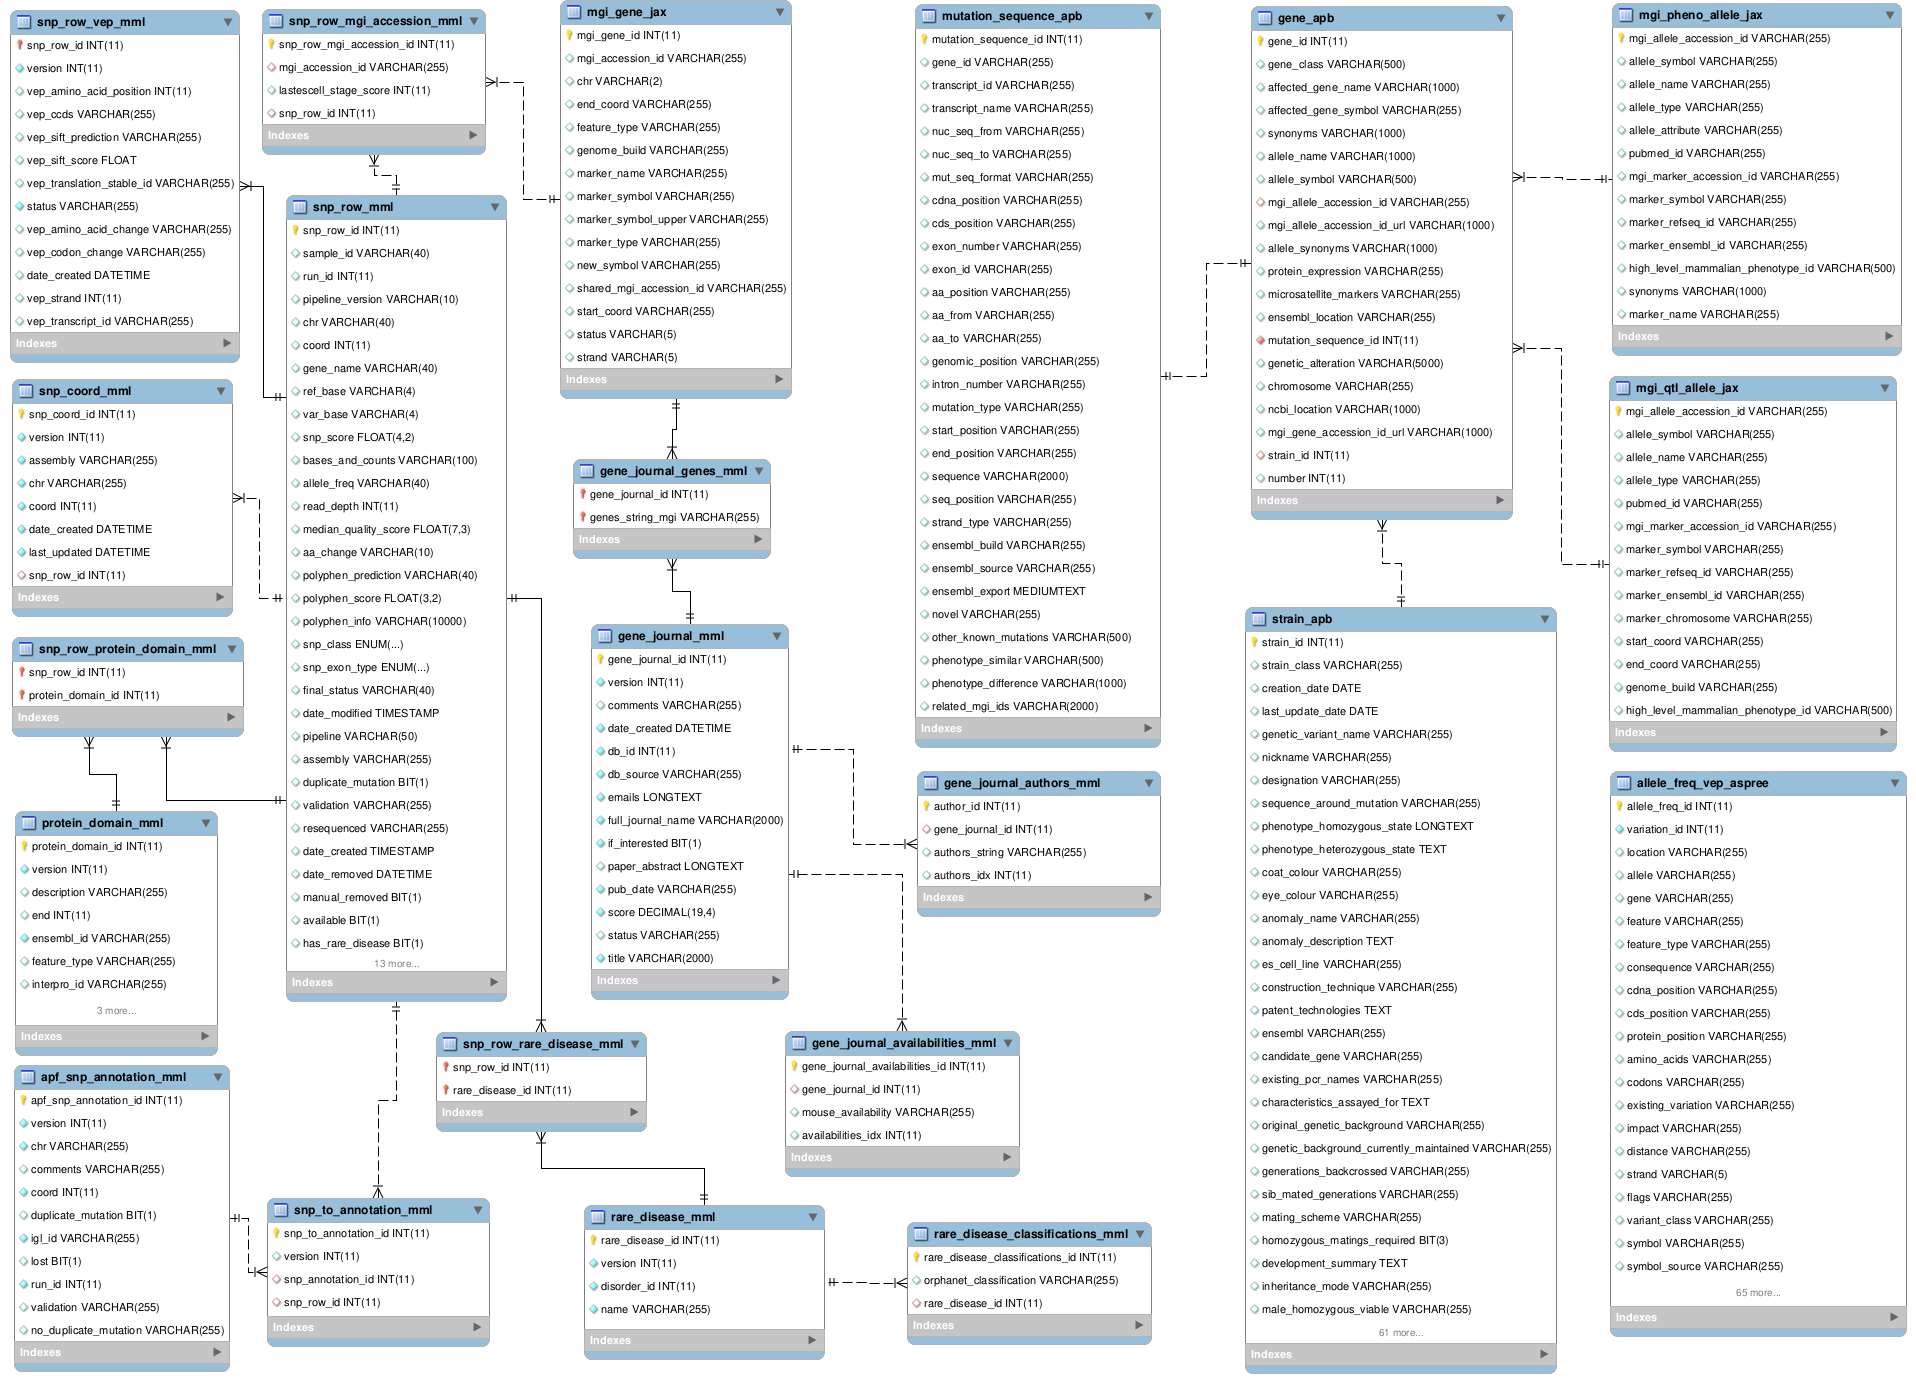 snp_row_vep_mml
snp_row_id INT(11)
version INT(11)
vep_amino_acid_position INT(11)
vep_ccds VARCHAR(255)
vep_sift_prediction VARCHAR(255)
vep_sift_score FLOAT
vep_translation_stable_id VARCHAR(255)
status VARCHAR(255)
vep_amino_acid_change VARCHAR(255)
vep_codon_change VARCHAR(255)
date_created DATETIME
vep_strand INT(11)
vep_transcript_id VARCHAR(255)
Indexes
snp_coord_mml
snp_coord_id INT(11)
version INT(11)
assembly VARCHAR(255)
chr VARCHAR(255)
coord INT(11)
date_created DATETIME
last_updated DATETIME
snp_row_id INT(11)
Indexes
snp_row_protein_domain_mml
snp_row_id INT(11)
protein_domain_id INT(11)
Indexes
protein_domain_mml
protein_domain_id INT(11)
version INT(11)
description VARCHAR(255)
end INT(11)
ensembl_id VARCHAR(255)
feature_type VARCHAR(255)
interpro_id VARCHAR(255)
3 more...
Indexes
apf_snp_annotation_mml
apf_snp_annotation_id INT(11)
version INT(11)
chr VARCHAR(255)
comments VARCHAR(255)
coord INT(11)
duplicate_mutation BIT(1)
igl_id VARCHAR(255)
lost BIT(1)
run_id INT(11)
validation VARCHAR(255)
no_duplicate_mutation VARCHAR(255)
Indexes
snp_row_mgi_accession_mml
snp_row_mgi_accession_id INT(11)
mgi_accession_id VARCHAR(255)
lastescell_stage_score INT(11)
snp_row_id INT(11)
Indexes
snp_row_mml
snp_row_id INT(11)
sample_id VARCHAR(40)
run_id INT(11)
pipeline_version VARCHAR(10)
chr VARCHAR(40)
coord INT(11)
gene_name VARCHAR(40)
ref_base VARCHAR(4)
var_base VARCHAR(4)
snp_score FLOAT(4,2)
bases_and_counts VARCHAR(100)
allele_freq VARCHAR(40)
read_depth INT(11)
median_quality_score FLOAT(7,3)
aa_change VARCHAR(10)
polyphen_prediction VARCHAR(40)
polyphen_score FLOAT(3,2)
polyphen_info VARCHAR(10000)
snp_class ENUM(...)
snp_exon_type ENUM(...)
final_status VARCHAR(40)
date_modified TIMESTAMP
pipeline VARCHAR(50)
assembly VARCHAR(255)
duplicate_mutation BIT(1)
validation VARCHAR(255)
resequenced VARCHAR(255)
date_created TIMESTAMP
date_removed DATETIME
manual_removed BIT(1)
available BIT(1)
has_rare_disease BIT(1)
13 more...
Indexes
snp_to_annotation_mml
snp_to_annotation_id INT(11)
version INT(11)
snp_annotation_id INT(11)
snp_row_id INT(11)
Indexes
mgi_gene_jax
mgi_gene_id INT(11)
mgi_accession_id VARCHAR(255)
chr VARCHAR(2)
end_coord VARCHAR(255)
feature_type VARCHAR(255)
genome_build VARCHAR(255)
marker_name VARCHAR(255)
marker_symbol VARCHAR(255)
marker_symbol_upper VARCHAR(255)
marker_type VARCHAR(255)
new_symbol VARCHAR(255)
shared_mgi_accession_id VARCHAR(255)
start_coord VARCHAR(255)
status VARCHAR(5)
strand VARCHAR(5)
Indexes
gene_journal_genes_mml
gene_journal_id INT(11)
genes_string_mgi VARCHAR(255)
Indexes
gene_journal_mml
gene_journal_id INT(11)
version INT(11)
comments VARCHAR(255)
date_created DATETIME
db_id INT(11)
db_source VARCHAR(255)
emails LONGTEXT
full_journal_name VARCHAR(2000)
if_interested BIT(1)
paper_abstract LONGTEXT
pub_date VARCHAR(255)
score DECIMAL(19,4)
status VARCHAR(255)
title VARCHAR(2000)
Indexes
snp_row_rare_disease_mml
snp_row_id INT(11)
rare_disease_id INT(11)
Indexes
rare_disease_mml
rare_disease_id INT(11)
version INT(11)
disorder_id INT(11)
name VARCHAR(255)
Indexes
mutation_sequence_apb
mutation_sequence_id INT(11)
gene_id VARCHAR(255)
transcript_id VARCHAR(255)
transcript_name VARCHAR(255)
nuc_seq_from VARCHAR(255)
nuc_seq_to VARCHAR(255)
mut_seq_format VARCHAR(255)
cdna_position VARCHAR(255)
cds_position VARCHAR(255)
exon_number VARCHAR(255)
exon_id VARCHAR(255)
aa_position VARCHAR(255)
aa_from VARCHAR(255)
aa_to VARCHAR(255)
genomic_position VARCHAR(255)
intron_number VARCHAR(255)
mutation_type VARCHAR(255)
start_position VARCHAR(255)
end_position VARCHAR(255)
sequence VARCHAR(2000)
seq_position VARCHAR(255)
strand_type VARCHAR(255)
ensembl_build VARCHAR(255)
ensembl_source VARCHAR(255)
ensembl_export MEDIUMTEXT
novel VARCHAR(255)
other_known_mutations VARCHAR(500)
phenotype_similar VARCHAR(500)
phenotype_difference VARCHAR(1000)
related_mgi_ids VARCHAR(2000)
Indexes
gene_journal_authors_mml
author_id INT(11)
gene_journal_id INT(11)
authors_string VARCHAR(255)
authors_idx INT(11)
Indexes
gene_journal_availabilities_mml
gene_journal_availabilities_id INT(11)
gene_journal_id INT(11)
mouse_availability VARCHAR(255)
availabilities_idx INT(11)
Indexes
rare_disease_classifications_mml
rare_disease_classifications_id INT(11)
orphanet_classification VARCHAR(255)
rare_disease_id INT(11)
Indexes
gene_apb
gene_id INT(11)
gene_class VARCHAR(500)
affected_gene_name VARCHAR(1000)
affected_gene_symbol VARCHAR(255)
synonyms VARCHAR(1000)
allele_name VARCHAR(1000)
allele_symbol VARCHAR(500)
mgi_allele_accession_id VARCHAR(255)
mgi_allele_accession_id_url VARCHAR(1000)
allele_synonyms VARCHAR(1000)
protein_expression VARCHAR(255)
microsatellite_markers VARCHAR(255)
ensembl_location VARCHAR(255)
mutation_sequence_id INT(11)
genetic_alteration VARCHAR(5000)
chromosome VARCHAR(255)
ncbi_location VARCHAR(1000)
mgi_gene_accession_id_url VARCHAR(1000)
strain_id INT(11)
number INT(11)
Indexes
strain_apb
strain_id INT(11)
strain_class VARCHAR(255)
creation_date DATE
last_update_date DATE
genetic_variant_name VARCHAR(255)
nickname VARCHAR(255)
designation VARCHAR(255)
sequence_around_mutation VARCHAR(255)
phenotype_homozygous_state LONGTEXT
phenotype_heterozygous_state TEXT
coat_colour VARCHAR(255)
eye_colour VARCHAR(255)
anomaly_name VARCHAR(255)
anomaly_description TEXT
es_cell_line VARCHAR(255)
construction_technique VARCHAR(255)
patent_technologies TEXT
ensembl VARCHAR(255)
candidate_gene VARCHAR(255)
existing_pcr_names VARCHAR(255)
characteristics_assayed_for TEXT
original_genetic_background VARCHAR(255)
genetic_background_currently_maintained VARCHAR(255)
generations_backcrossed VARCHAR(255)
sib_mated_generations VARCHAR(255)
mating_scheme VARCHAR(255)
homozygous_matings_required BIT(3)
development_summary TEXT
inheritance_mode VARCHAR(255)
male_homozygous_viable VARCHAR(255)
61 more...
Indexes
mgi_pheno_allele_jax
mgi_allele_accession_id VARCHAR(255)
allele_symbol VARCHAR(255)
allele_name VARCHAR(255)
allele_type VARCHAR(255)
allele_attribute VARCHAR(255)
pubmed_id VARCHAR(255)
mgi_marker_accession_id VARCHAR(255)
marker_symbol VARCHAR(255)
marker_refseq_id VARCHAR(255)
marker_ensembl_id VARCHAR(255)
high_level_mammalian_phenotype_id VARCHAR(500)
synonyms VARCHAR(1000)
marker_name VARCHAR(255)
Indexes
mgi_qtl_allele_jax
mgi_allele_accession_id VARCHAR(255)
allele_symbol VARCHAR(255)
allele_name VARCHAR(255)
allele_type VARCHAR(255)
pubmed_id VARCHAR(255)
mgi_marker_accession_id VARCHAR(255)
marker_symbol VARCHAR(255)
marker_refseq_id VARCHAR(255)
marker_ensembl_id VARCHAR(255)
marker_chromosome VARCHAR(255)
start_coord VARCHAR(255)
end_coord VARCHAR(255)
genome_build VARCHAR(255)
high_level_mammalian_phenotype_id VARCHAR(500)
Indexes
allele_freq_vep_aspree
allele_freq_id INT(11)
variation_id INT(11)
location VARCHAR(255)
allele VARCHAR(255)
gene VARCHAR(255)
feature VARCHAR(255)
feature_type VARCHAR(255)
consequence VARCHAR(255)
cdna_position VARCHAR(255)
cds_position VARCHAR(255)
protein_position VARCHAR(255)
amino_acids VARCHAR(255)
codons VARCHAR(255)
existing_variation VARCHAR(255)
impact VARCHAR(255)
distance VARCHAR(255)
strand VARCHAR(5)
flags VARCHAR(255)
variant_class VARCHAR(255)
symbol VARCHAR(255)
symbol_source VARCHAR(255)
65 more...
Indexes